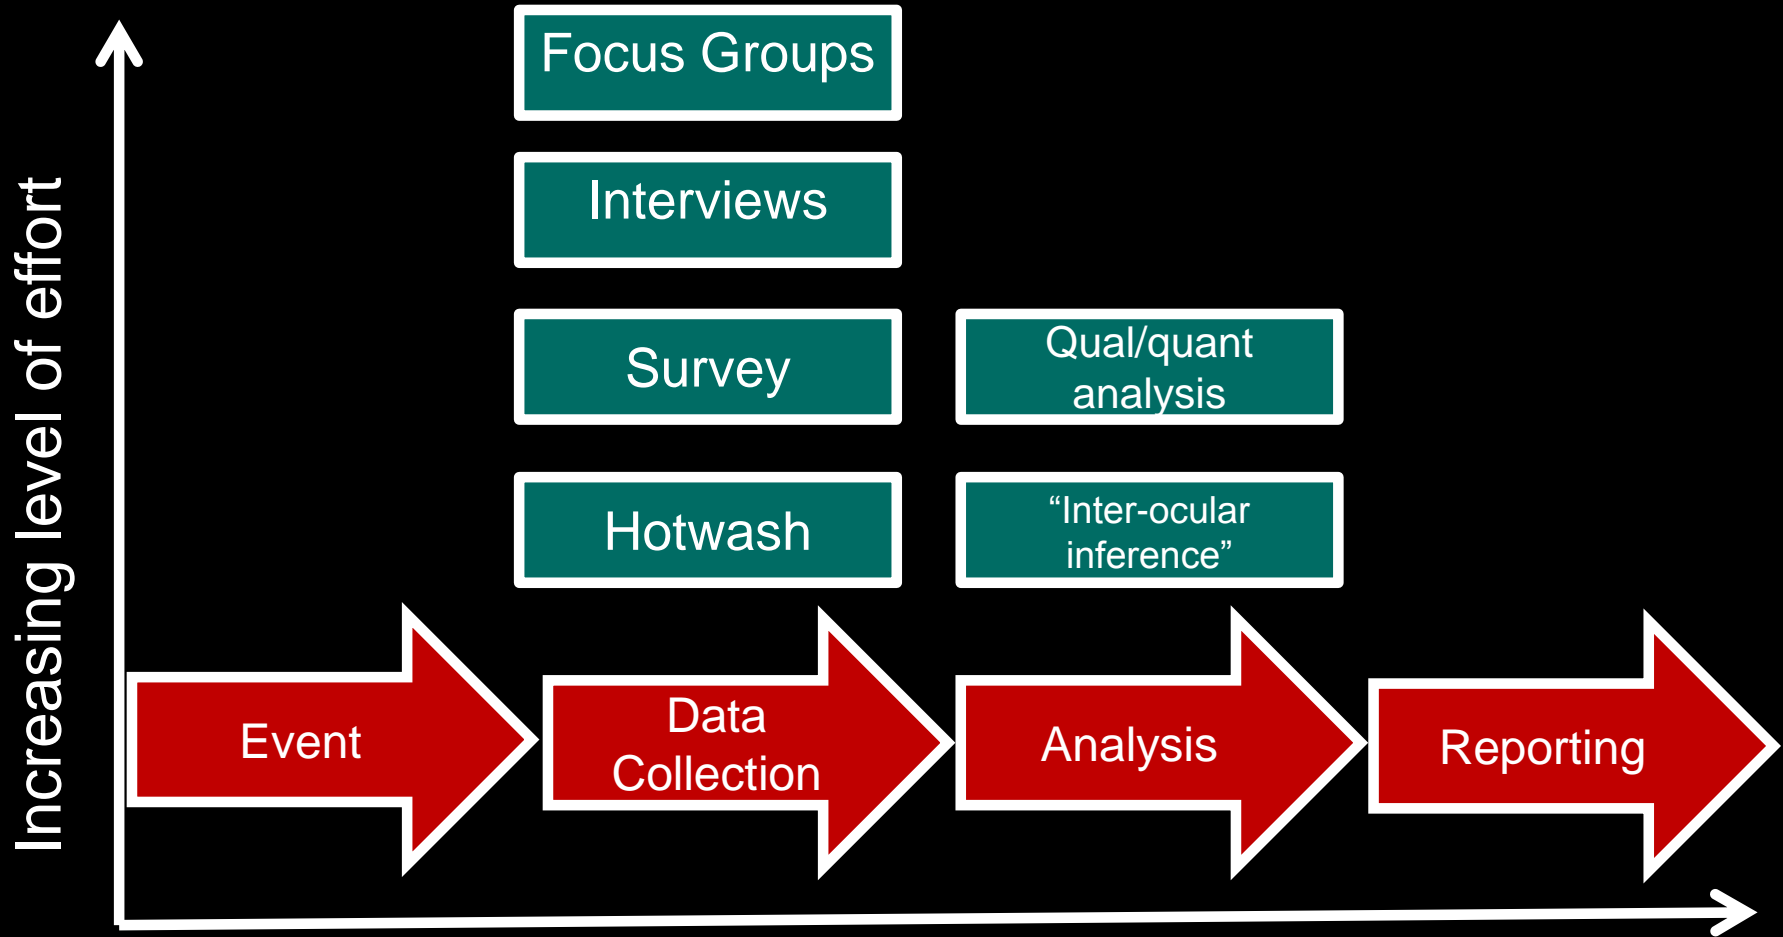 Increasing level of effort
Focus Groups
Interviews
Survey
Hotwash
Qual/quant
analysis
“Inter-ocular
inference”
Event
Data
Collection
Analysis
Reporting